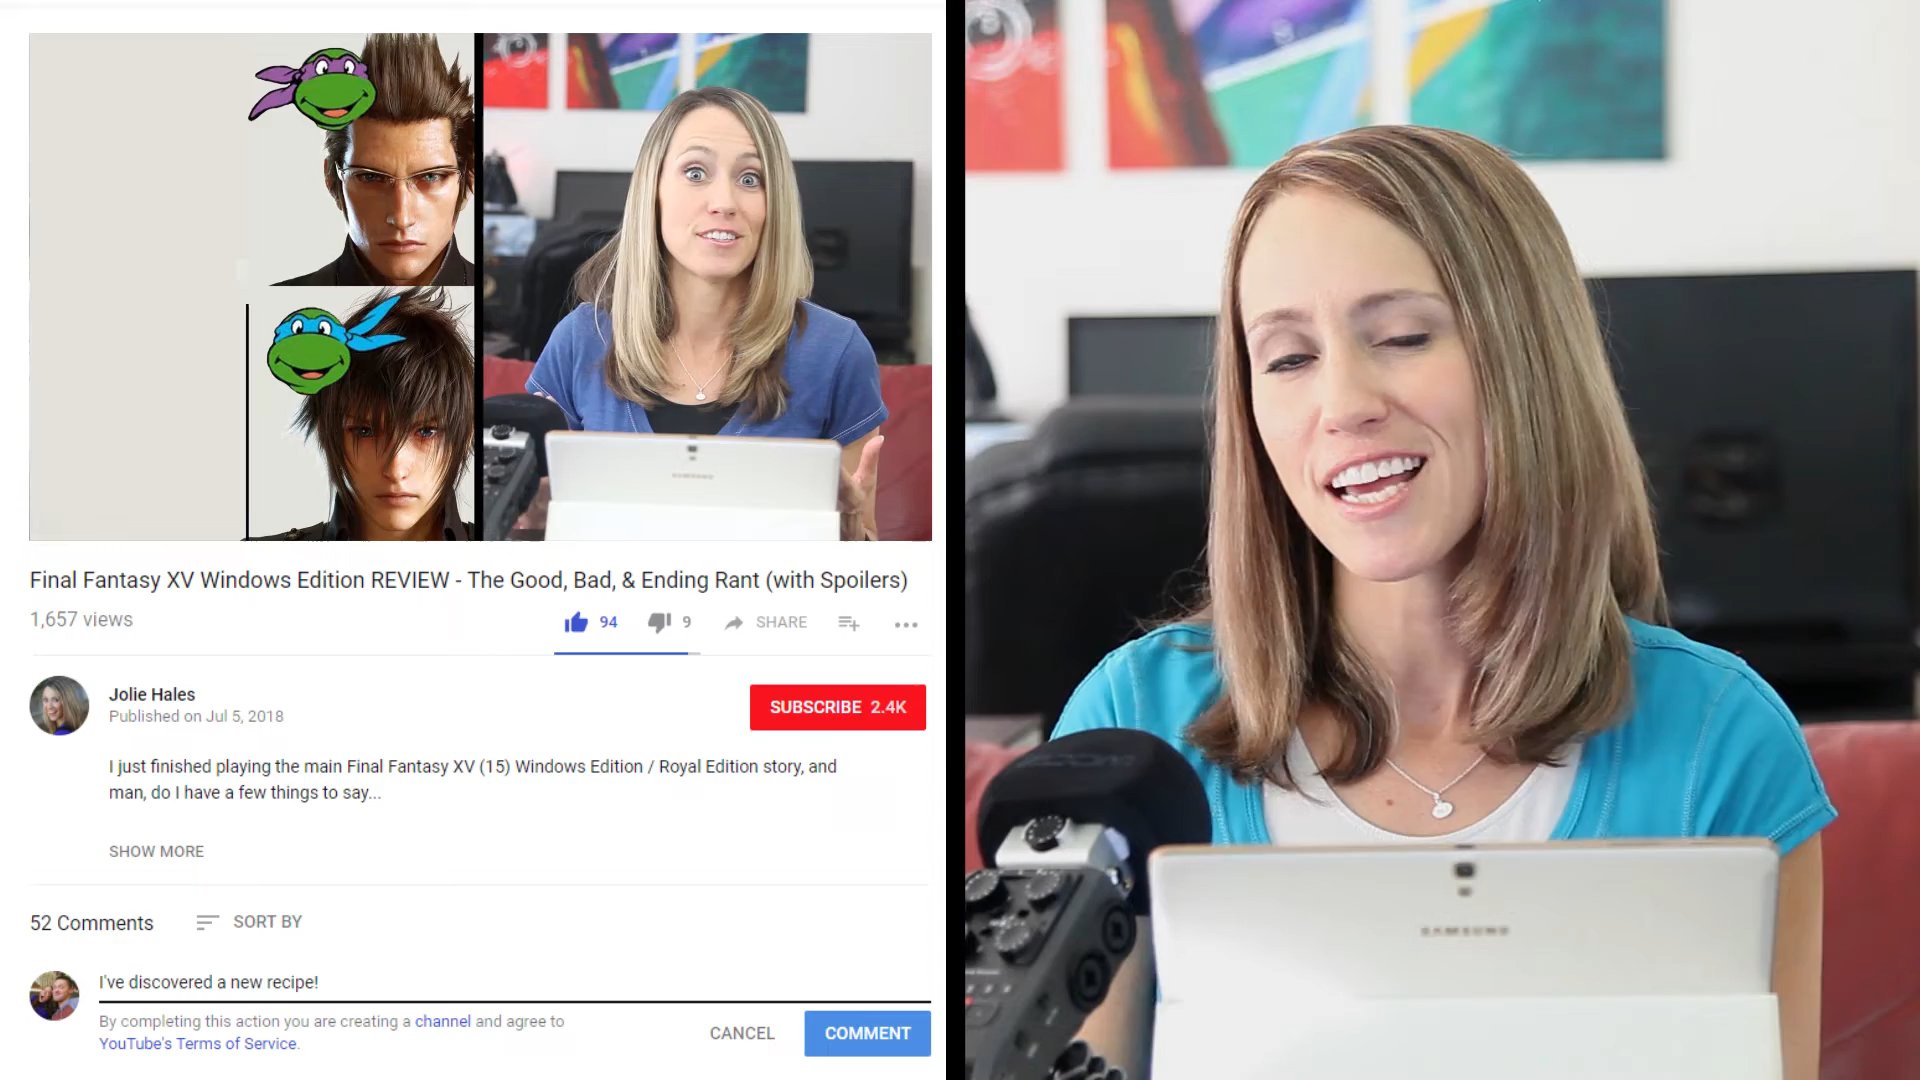 Final Fantasy XV Windows Edition REVIEW - The Good, Bad, & Ending Rant (with Spoilers)
1,657 views
94
9
SHARE
Jolie Hales
Published on Jul 5, 2018
SUBSCRIBE 2.4K
I just finished playing the main Final Fantasy XV (15) Windows Edition / Royal Edition story, and
man, do I have a few things to say...
SHOW MORE
52 Comments
SORT BY
I've discovered a new recipe!
By completing this action you are creating a channel and agree to
YouTube's Terms of Service.
CANCEL
COMMENT
SAMSUNG
SAMSUNG
ZOOM